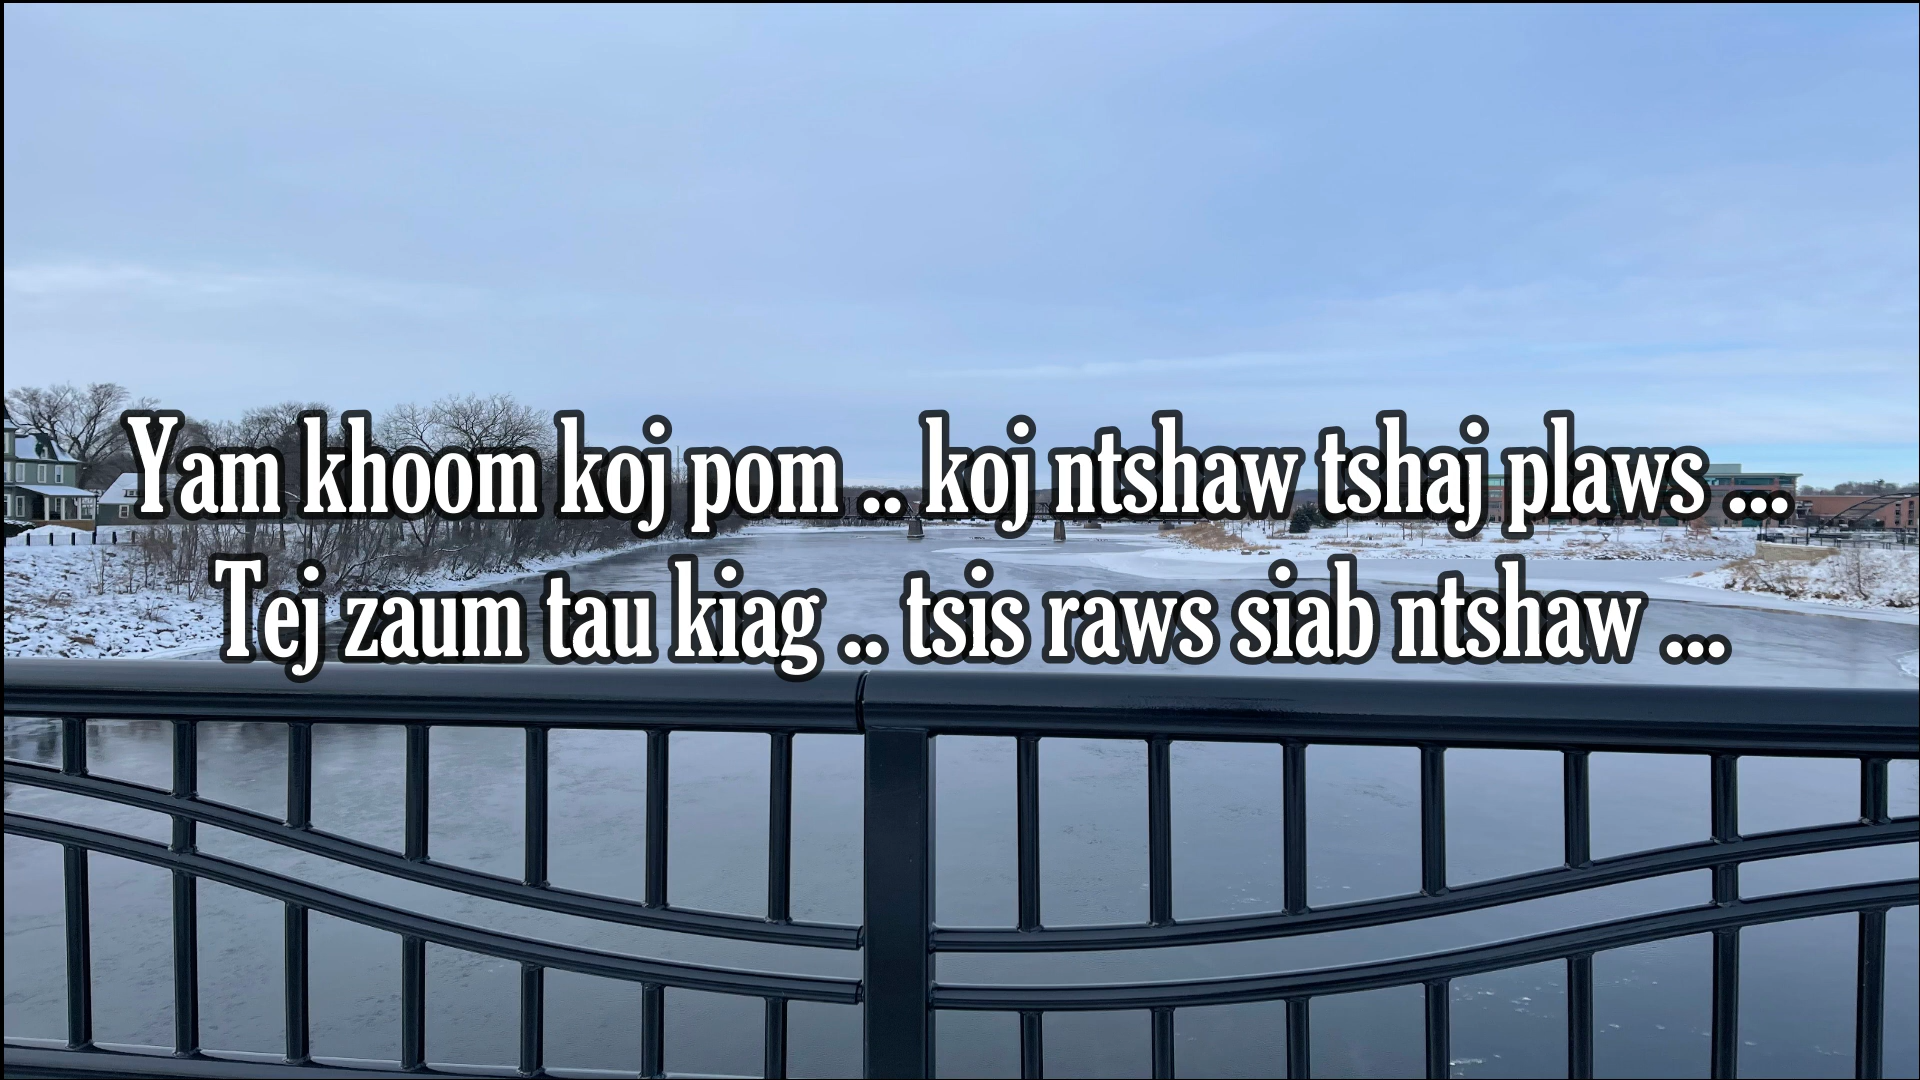 Yam khoom koj pom .. koj ntshaw tshaj plaws ...
Tej zaum tau kiag .. tsis raws siab ntshaw ...